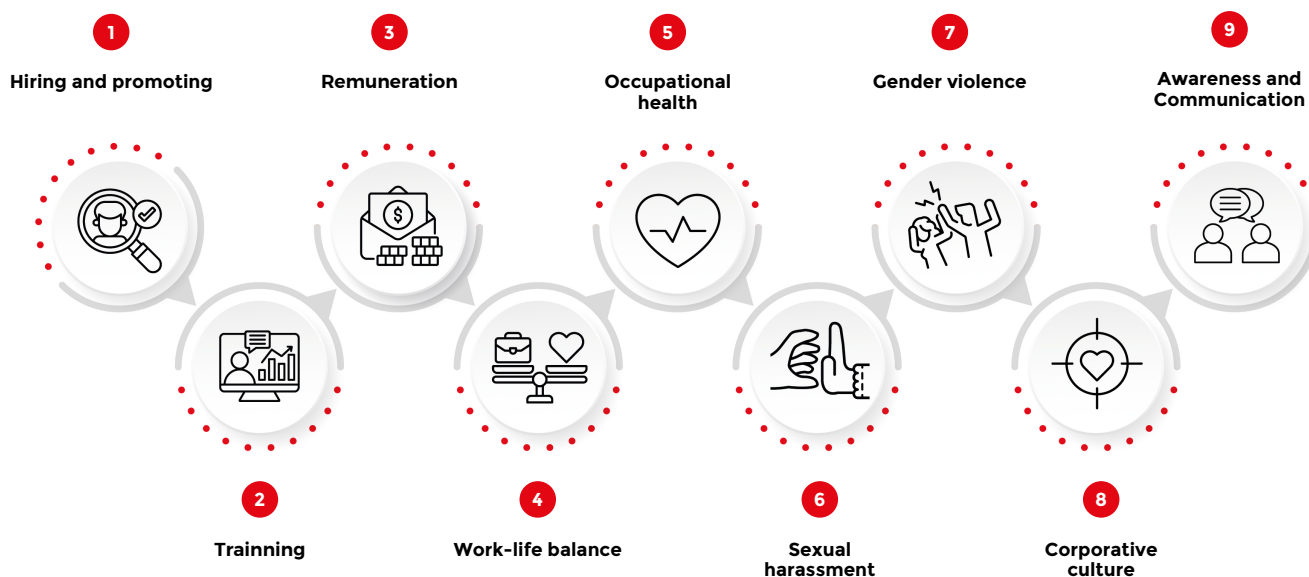 1
Hiring and promoting
2
Trainning
3
Remuneration
4
Work-life balance
5
Occupational
health
6
Sexual
harassment
7
Gender violence
8
Corporative
culture
9
Awareness and
Communication
$